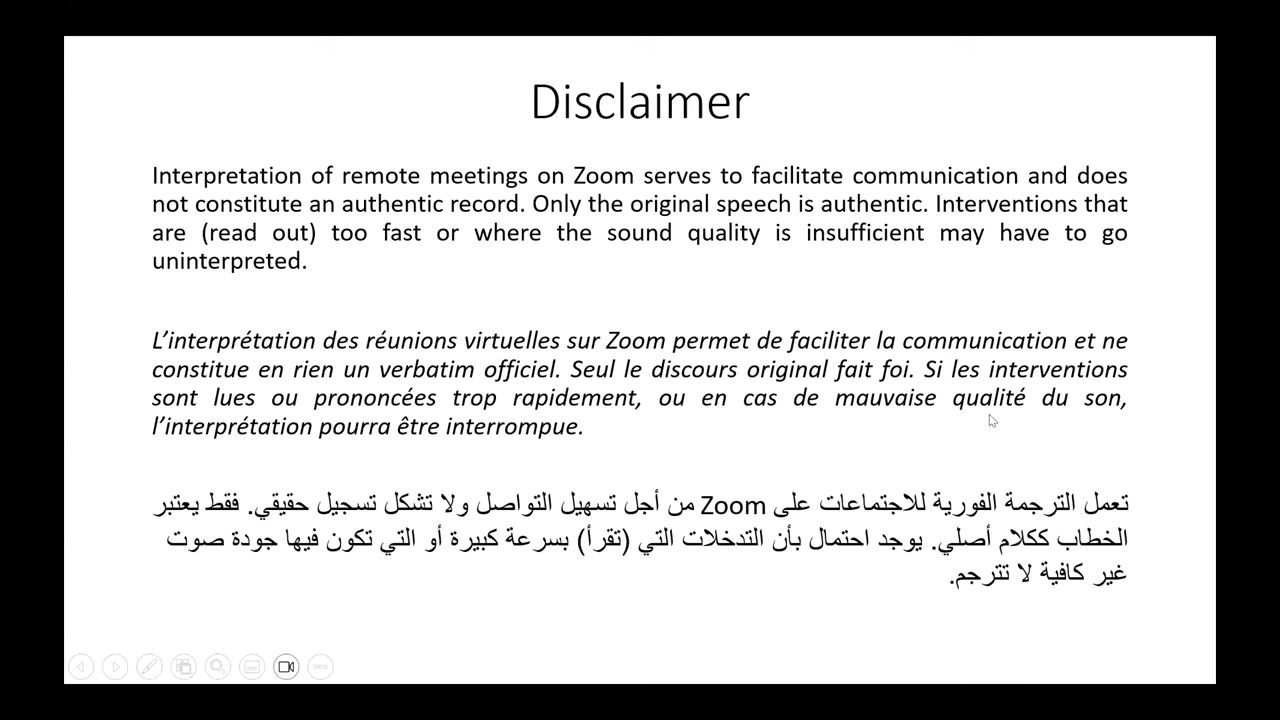 Disclaimer
Interpretation of remote meetings on Zoom serves to facilitate communication and does
not constitute an authentic record. Only the original speech is authentic. Interventions that
are (read out) too fast or where the sound quality is insufficient may have to go
uninterpreted.
L’interprétation des réunions virtuelles sur Zoom permet de faciliter la communication et ne
constitue en rien un verbatim officiel. Seul le discours original fait foi. Si les interventions
sont lues ou prononcées trop rapidement, ou en cas de mauvaise qualité du son,
l’interprétation pourra être interrompue.
تعمل الترجمة الفورية للاجتماعات على Zoom من أجل تسهيل التواصل ولا تشكل تسجيل حقيقي. فقط يعتبر
الخطاب ككلام أصلي. يوجد احتمال بأن التدخلات التي (تقرأ) بسرعة كبيرة أو التي تكون فيها جودة صوت
غير كافية لا تترجم.